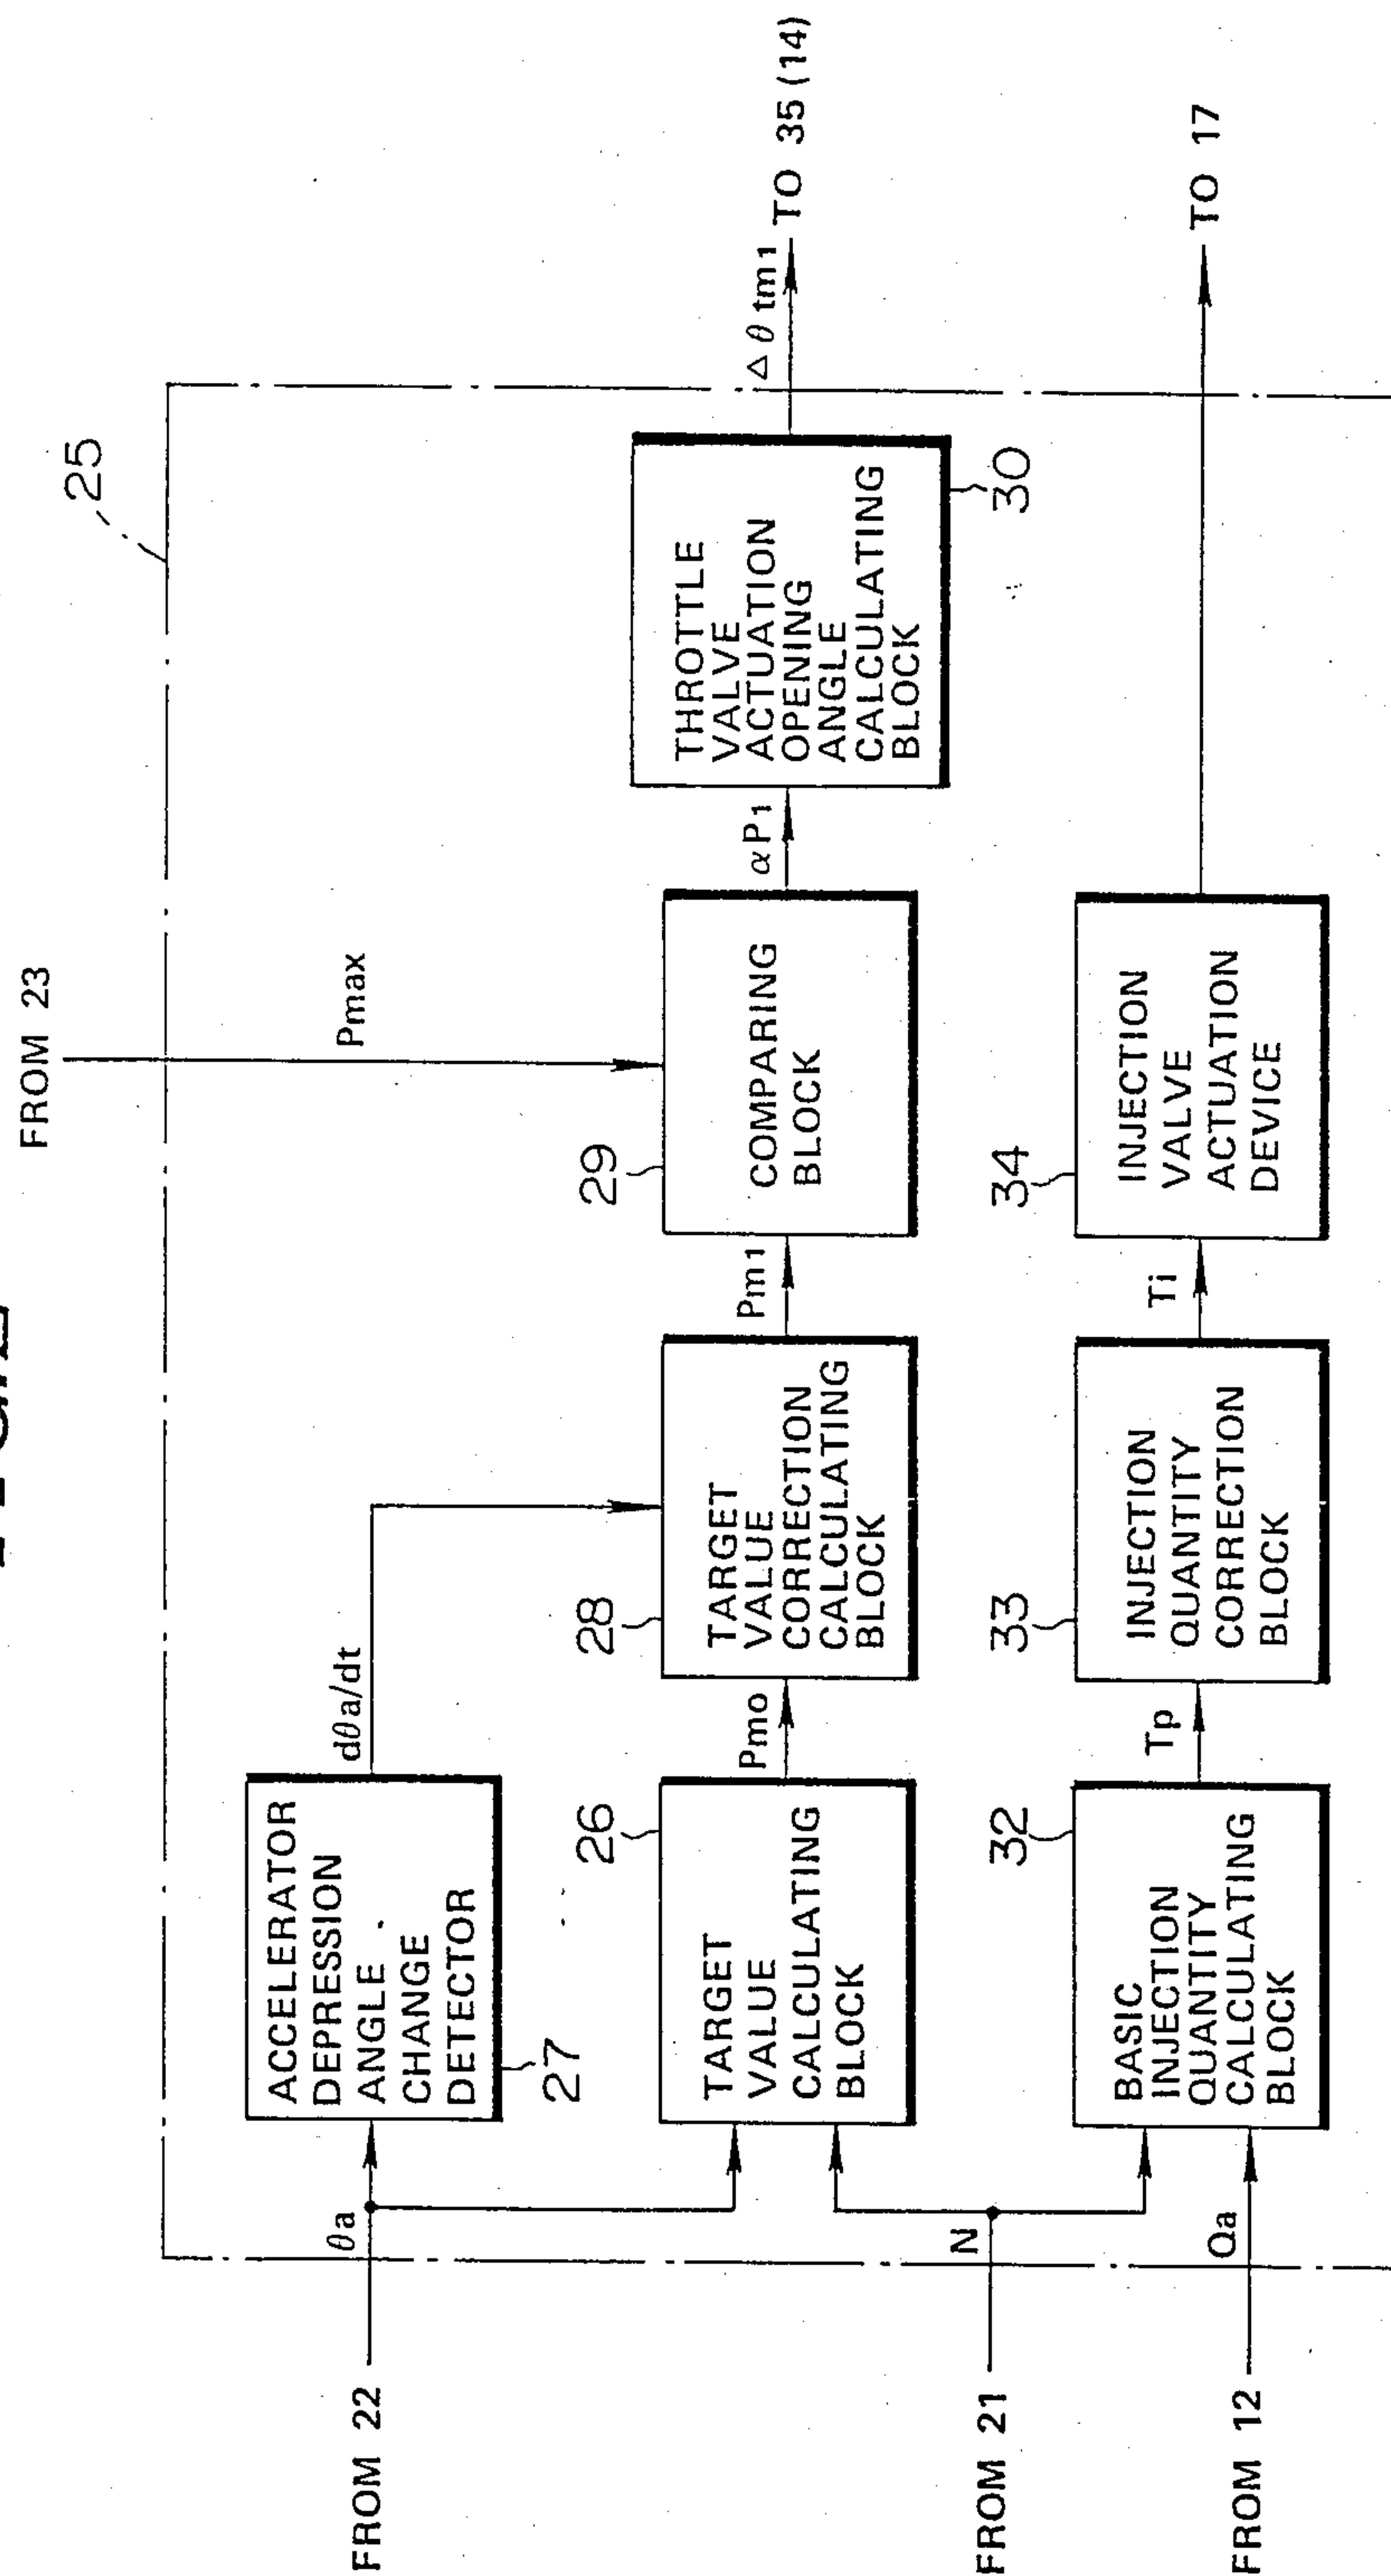 FROM 23
25
Pmax
FROM 22
θa
ACCELERATOR
DEPRESSION
ANGLE
CHANGE
DETECTOR
27
dθa/dt
FROM 21
N
26
TARGET
VALUE
CALCULATING
BLOCK
Pmo
28
TARGET
VALUE
CORRECTION
CALCULATING
BLOCK
Pm1
29
COMPARING
BLOCK
αP1
THROTTLE
VALVE
ACTUATION
OPENING
ANGLE
CALCULATING
BLOCK
30
Δθtm1
TO 35 (14)
FROM 12
Qa
32
BASIC
INJECTION
QUANTITY
CALCULATING
BLOCK
Tp
33
INJECTION
QUANTITY
CORRECTION
BLOCK
Ti
34
INJECTION
VALVE
ACTUATION
DEVICE
TO 17